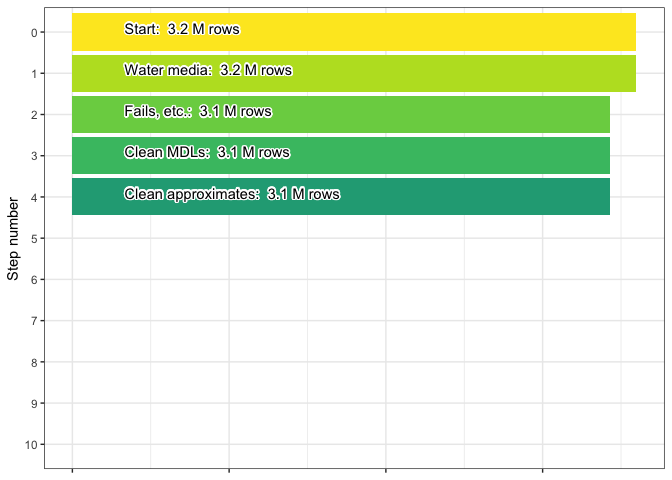 0
Start:  3.2 M rows
1
Water media:  3.2 M rows
2
Fails, etc.:  3.1 M rows
3
Clean MDLs:  3.1 M rows
4
Clean approximates:  3.1 M rows
5
6
7
8
9
10
Step number